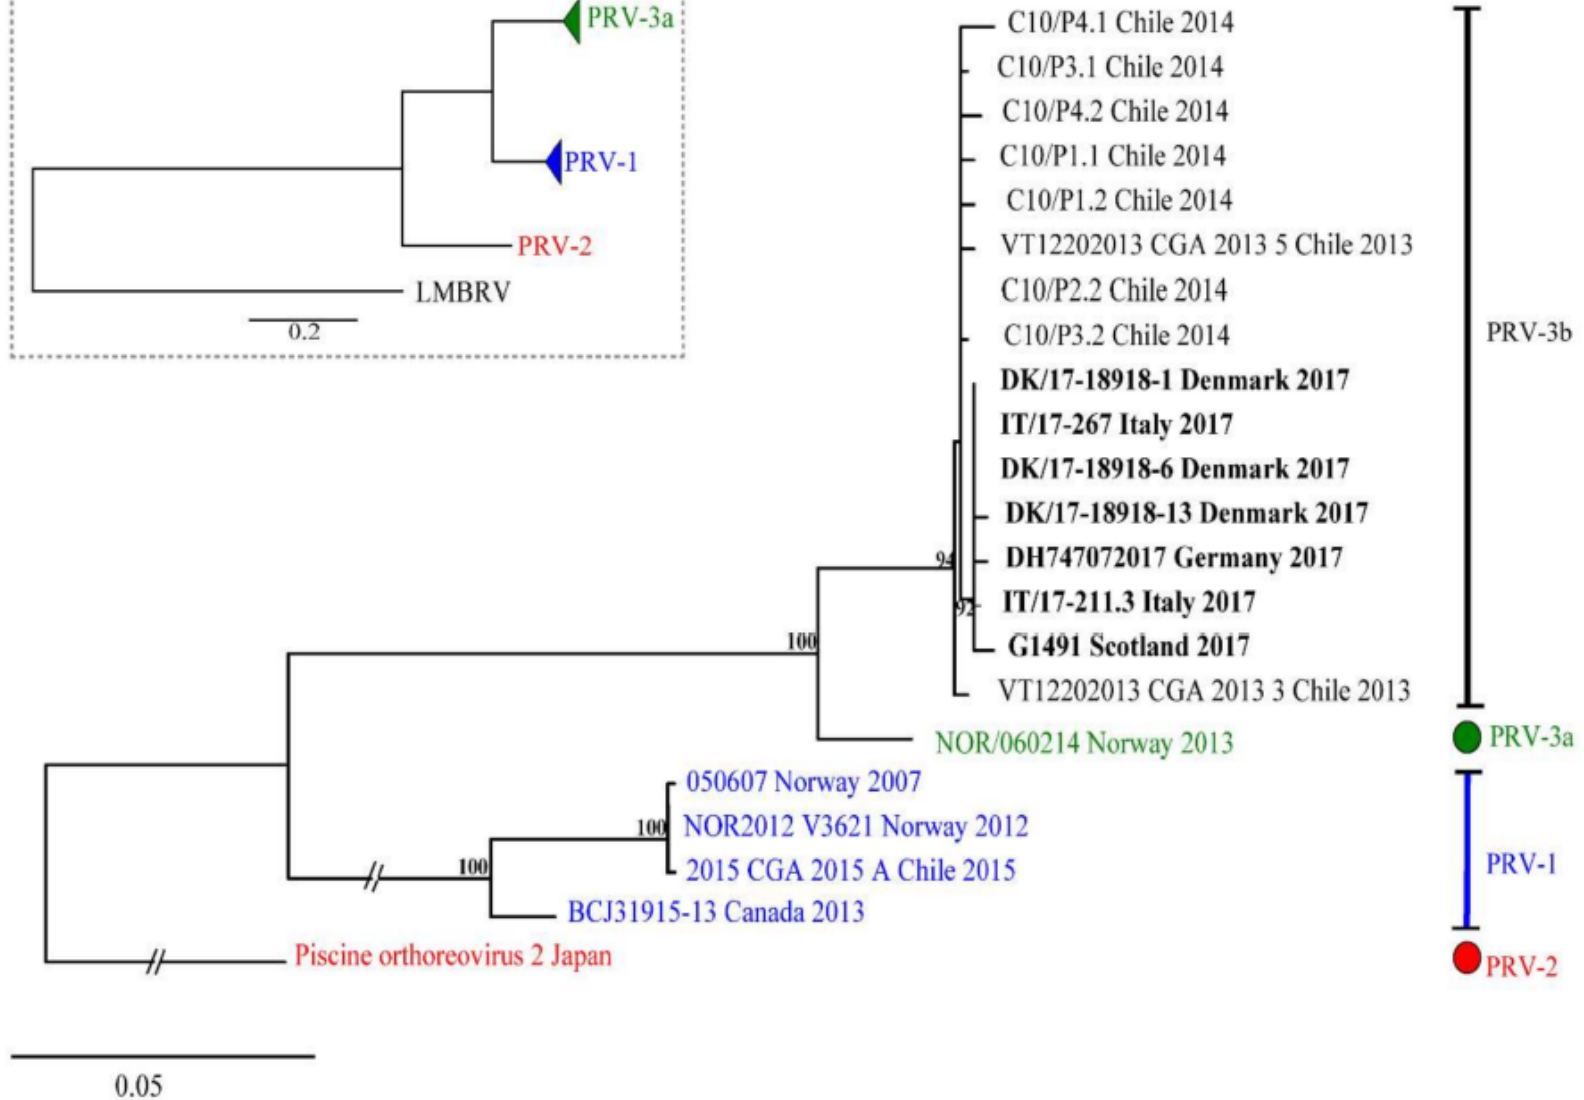 PRV-3a
PRV-1
PRV-2
LMBRV
0.2
C10/P4.1 Chile 2014
C10/P3.1 Chile 2014
C10/P4.2 Chile 2014
C10/P1.1 Chile 2014
C10/P1.2 Chile 2014
VT12202013 CGA 2013 5 Chile 2013
C10/P2.2 Chile 2014
C10/P3.2 Chile 2014
PRV-3b
DK/17-18918-1 Denmark 2017
IT/17-267 Italy 2017
DK/17-18918-6 Denmark 2017
DK/17-18918-13 Denmark 2017
94
DH747072017 Germany 2017
92
IT/17-211.3 Italy 2017
100
G1491 Scotland 2017
VT12202013 CGA 2013 3 Chile 2013
NOR/060214 Norway 2013
PRV-3a
050607 Norway 2007
100
NOR2012 V3621 Norway 2012
100
2015 CGA 2015 A Chile 2015
PRV-1
BCJ31915-13 Canada 2013
Piscine orthoreovirus 2 Japan
PRV-2
0.05